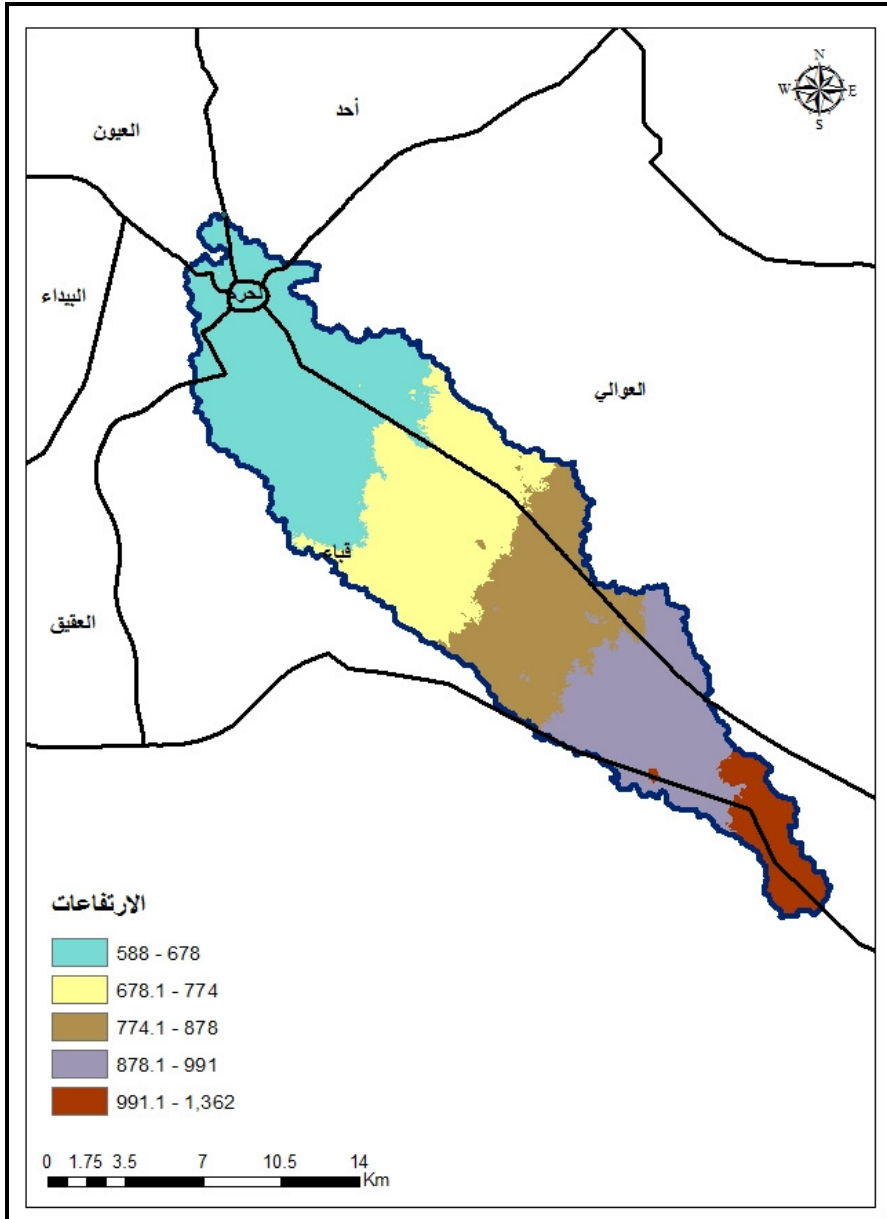 N
W E
S
أحد
العيون
البيداء
الحرم
العوالي
قباء
العقيق
الارتفاعات
588 - 678
678.1 - 774
774.1 - 878
878.1 - 991
991.1 - 1,362
0 1.75 3.5 7 10.5 14
Km